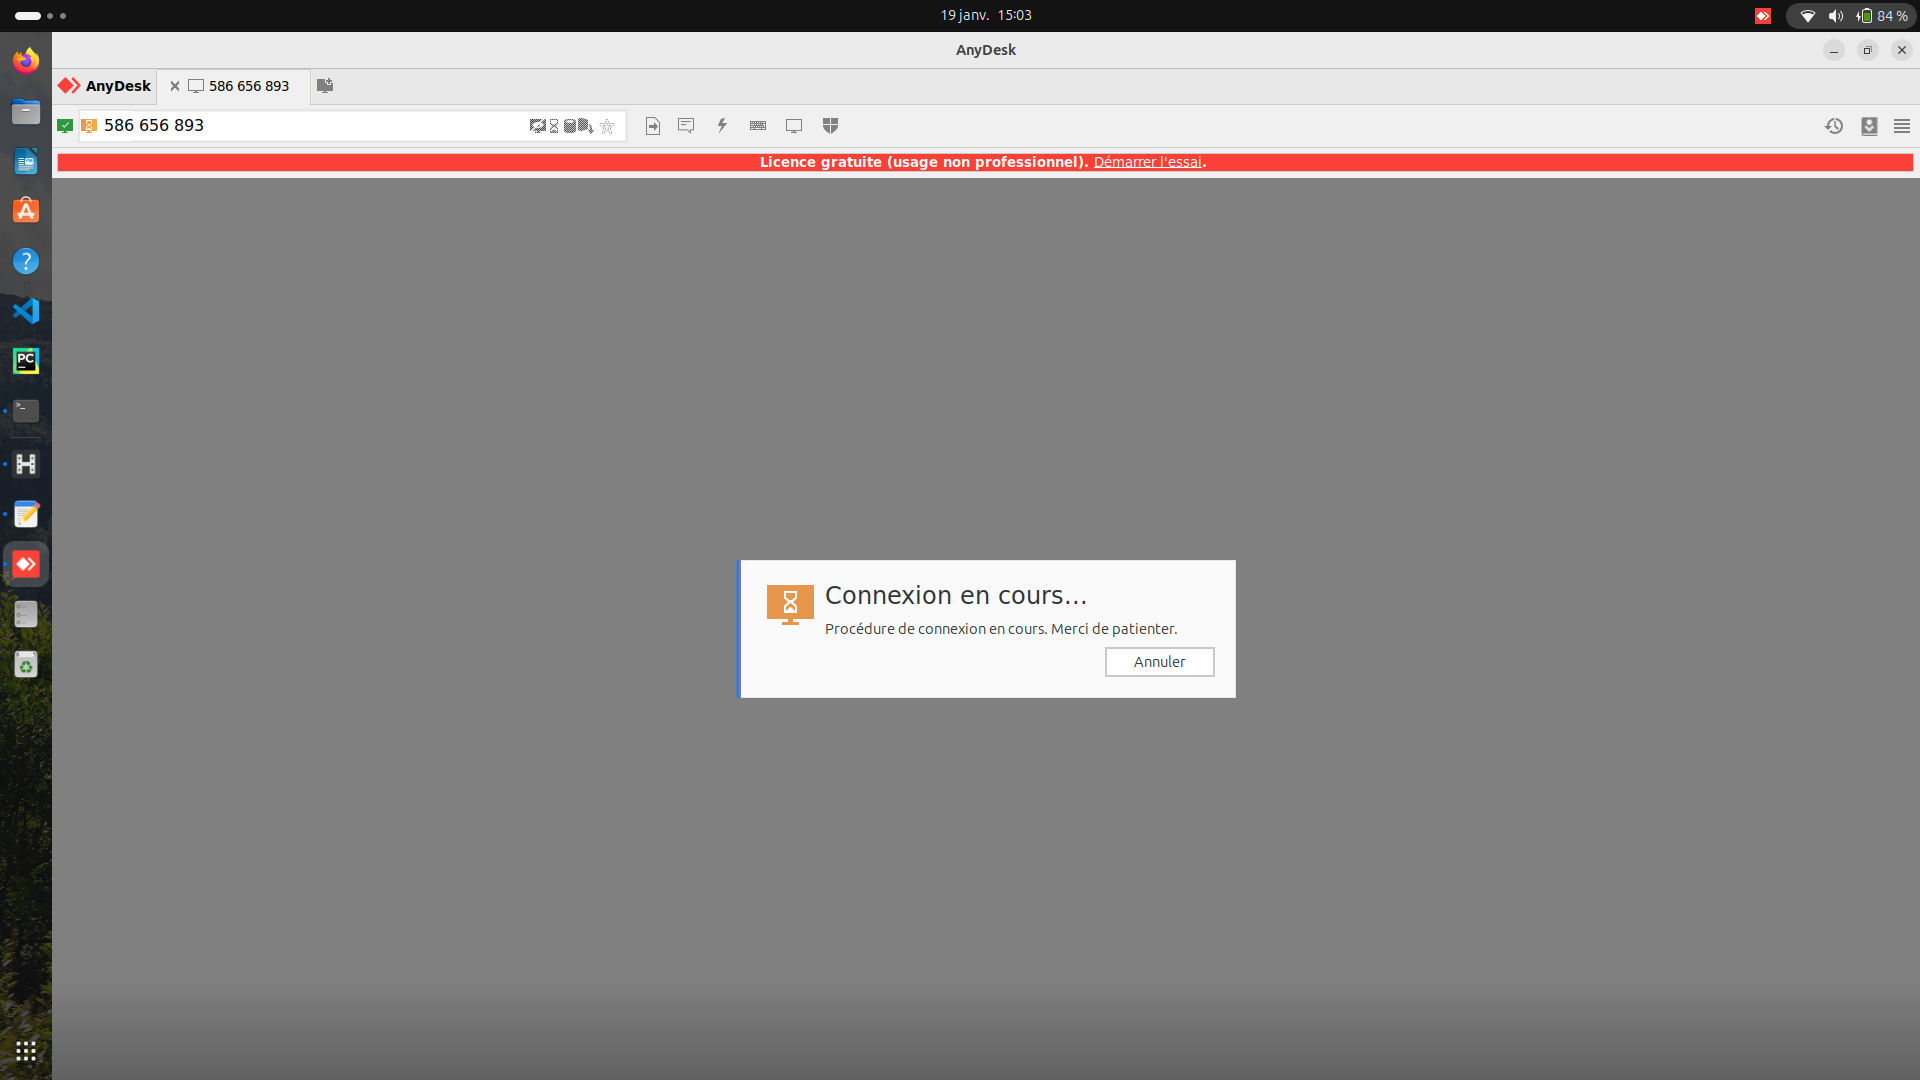 19 janv. 15:03
84 %
AnyDesk
AnyDesk
586 656 893
586 656 893
Licence gratuite (usage non professionnel). Démarrer l'essai.
PC
Connexion en cours...
Procédure de connexion en cours. Merci de patienter.
Annuler